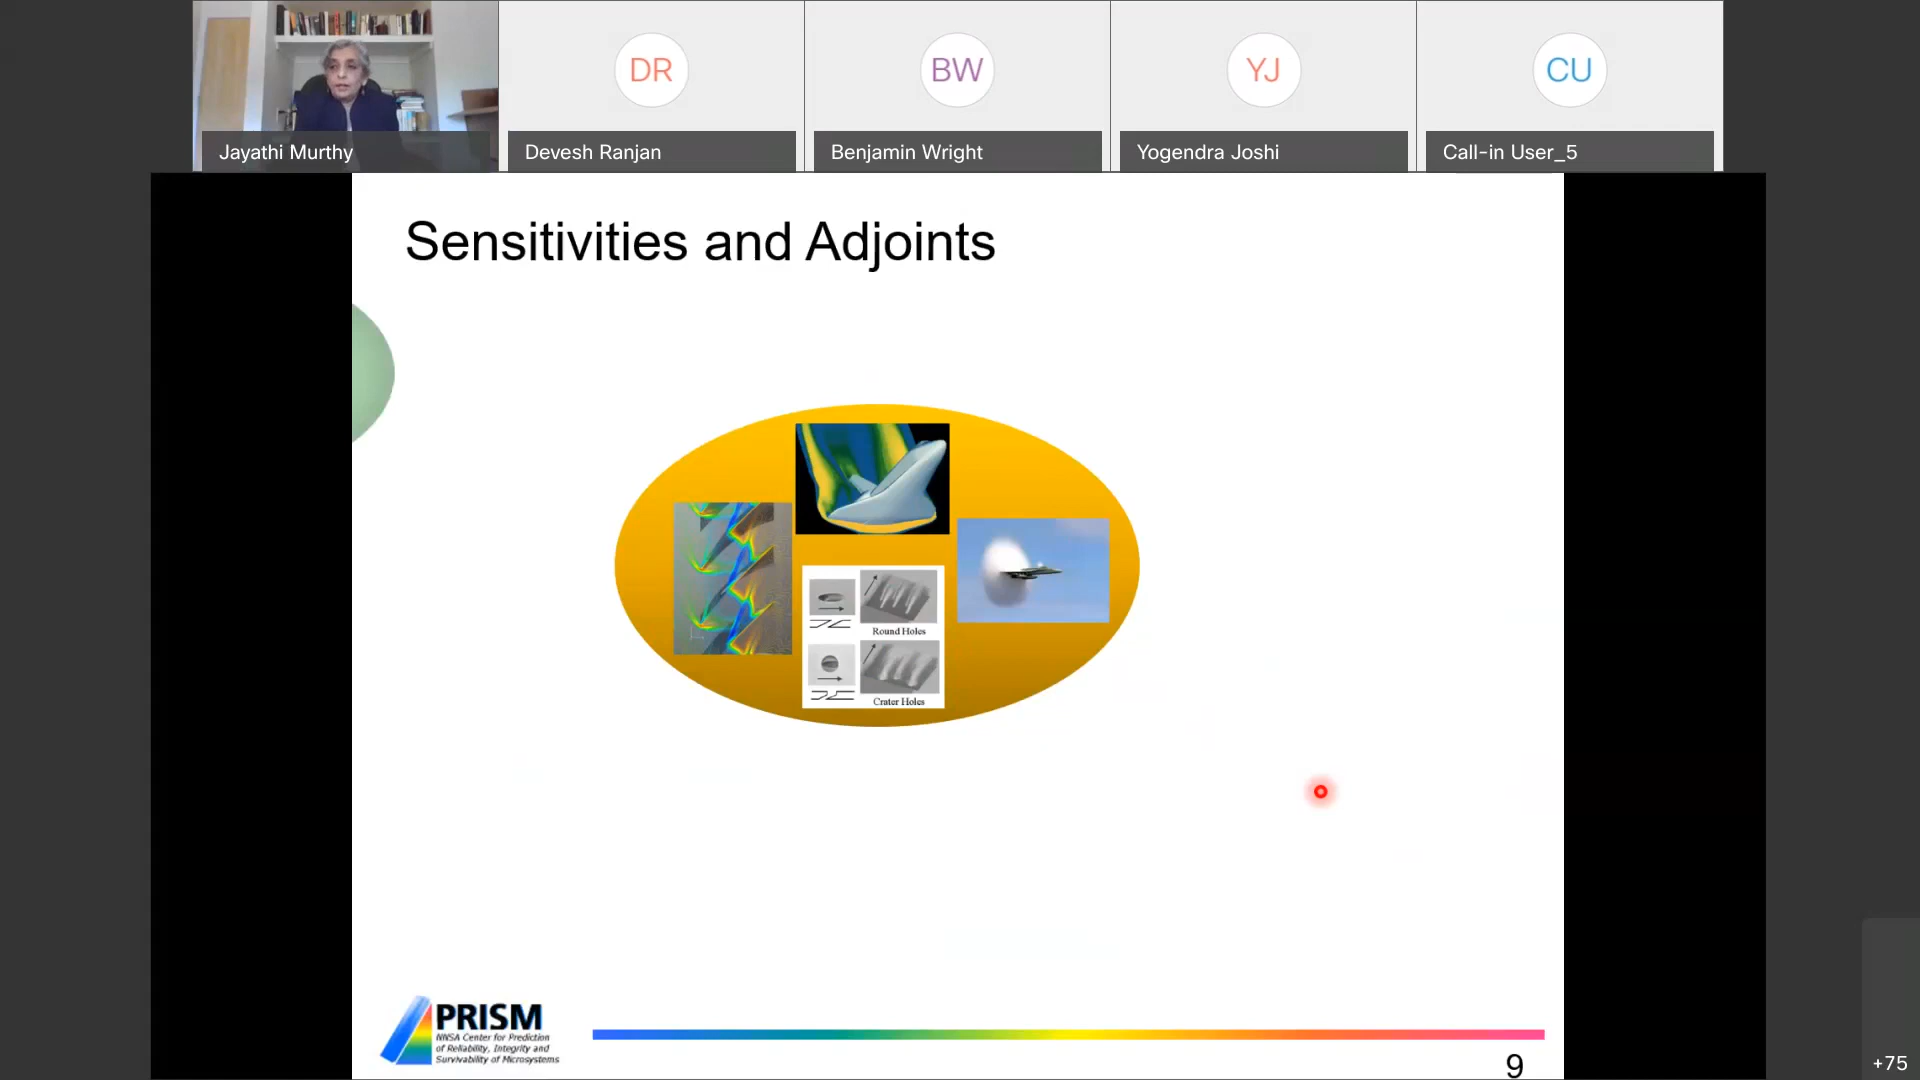 DR
BW
YJ
CU
Jayathi Murthy
Devesh Ranjan
Benjamin Wright
Yogendra Joshi
Call-in User_5
Sensitivities and Adjoints
Round Holes
Crater Holes
PRISM
NNSA Center for Prediction
of Reliability, Integrity and
Survivability of Microsystems
9
+75